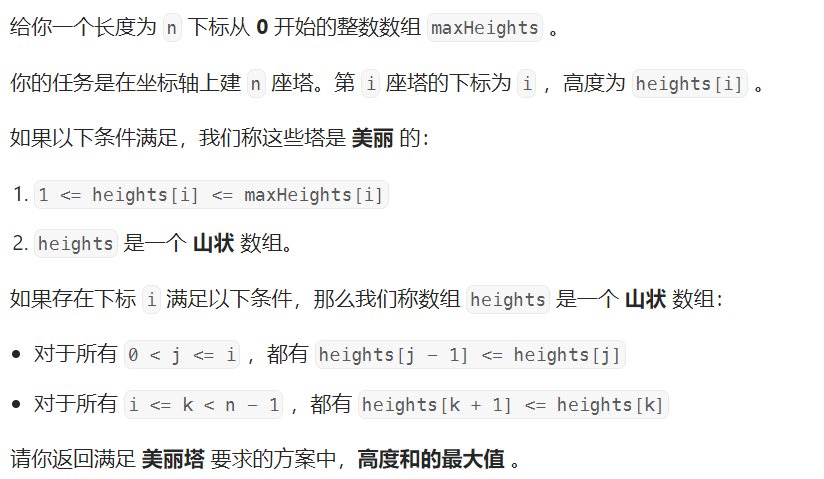 给你一个长度为 n 下标从 0 开始的整数数组 maxHeights 。
你的任务是在坐标轴上建 n 座塔。第 i 座塔的下标为 i ，高度为 heights[i] 。
如果以下条件满足，我们称这些塔是 美丽 的：
1. 1 <= heights[i] <= maxHeights[i]
2. heights 是一个 山状 数组。
如果存在下标 i 满足以下条件，那么我们称数组 heights 是一个 山状 数组：
• 对于所有 0 < j <= i ，都有 heights[j - 1] <= heights[j]
• 对于所有 i <= k < n - 1 ，都有 heights[k + 1] <= heights[k]
请你返回满足 美丽塔 要求的方案中，高度和的最大值 。